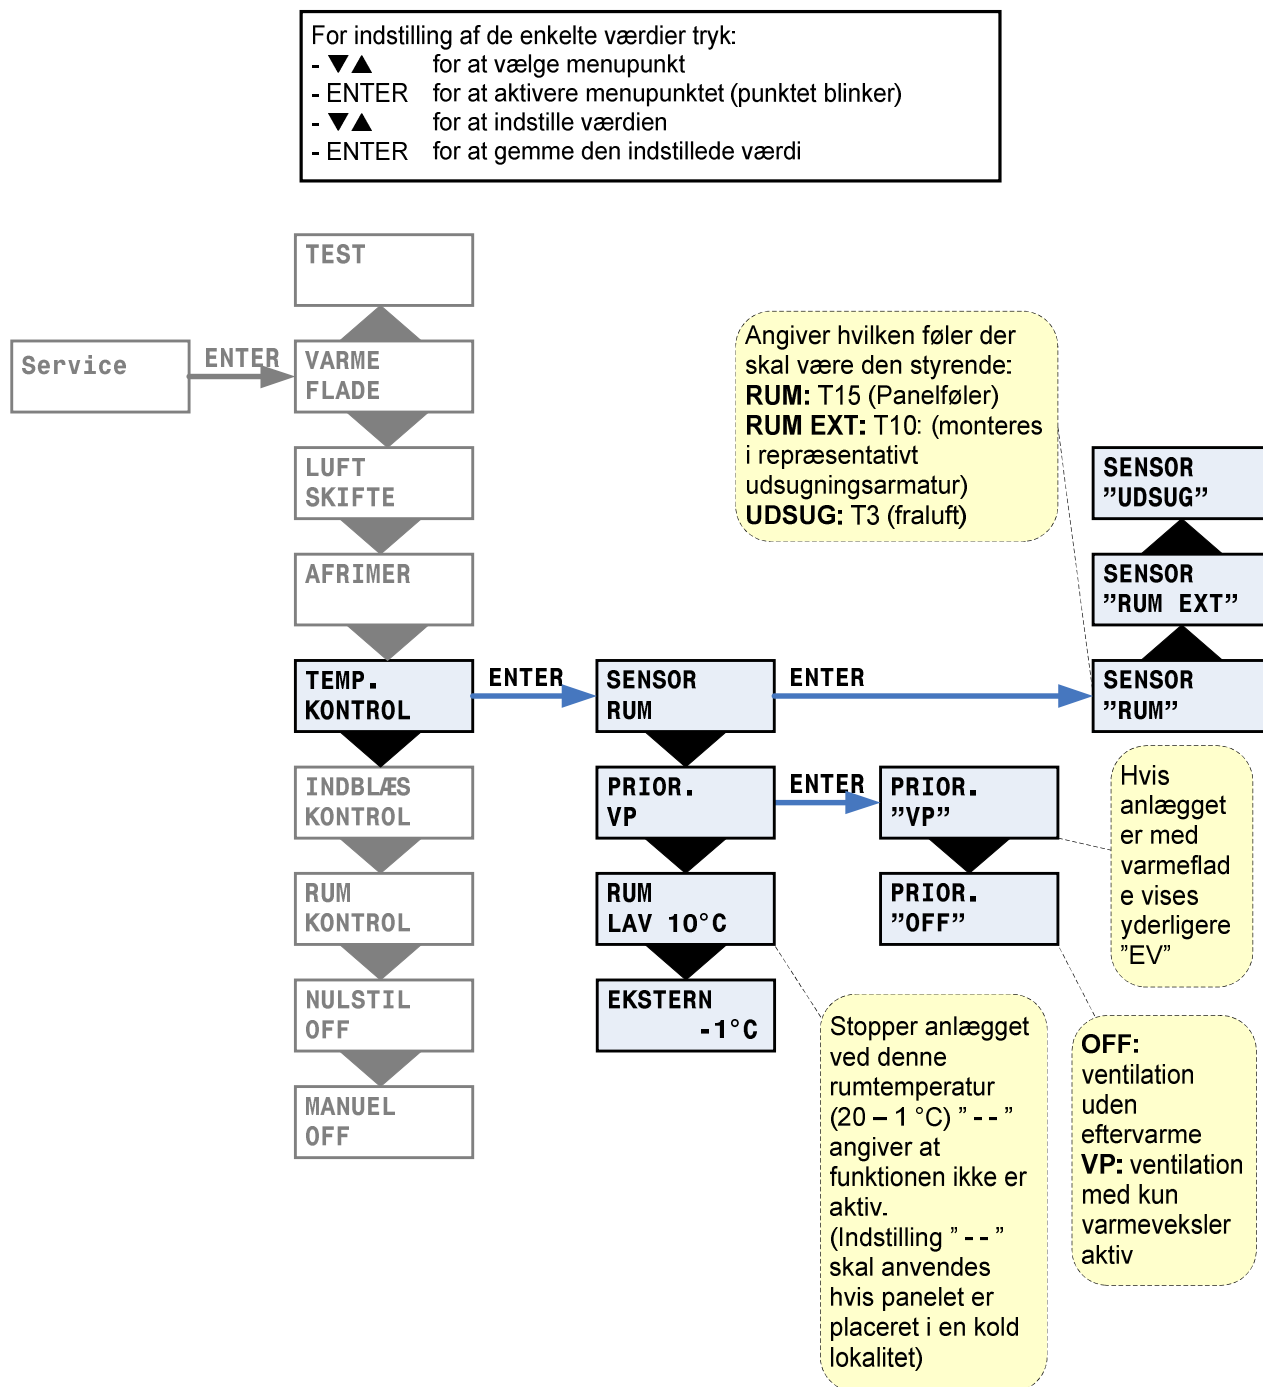 For indstilling af de enkelte værdier tryk:
- ▼▲ for at vælge menupunkt
- ENTER for at aktivere menupunktet (punktet blinker)
- ▼▲ for at indstille værdien
- ENTER for at gemme den indstillede værdi
TEST
Service
ENTER
VARME
FLADE
LUFT
SKIFTE
AFRIMER
Angiver hvilken føler der
skal være den styrende:
RUM: T15 (Panelføler)
RUM EXT: T10: (monteres
i repræsentativt
udsugningsarmatur)
UDSUG: T3 (fraluft)
SENSOR
”UDSUG”
SENSOR
”RUM EXT”
TEMP.
KONTROL
ENTER
SENSOR
RUM
ENTER
SENSOR
”RUM”
INDBLÆS
KONTROL
PRIOR.
VP
ENTER
PRIOR.
”VP”
Hvis
anlægget
er med
varmeflad
e vises
yderligere
”EV”
RUM
KONTROL
RUM
LAV 10°C
PRIOR.
”OFF”
NULSTIL
OFF
EKSTERN
-1°C
MANUEL
OFF
Stopper anlægget
ved denne
rumtemperatur
(20 – 1 °C) ” - - ”
angiver at
funktionen ikke er
aktiv.
(Indstilling ” - - ”
skal anvendes
hvis panelet er
placeret i en kold
lokalitet)
OFF:
ventilation
uden
eftervarme
VP: ventilation
med kun
varmeveksler
aktiv